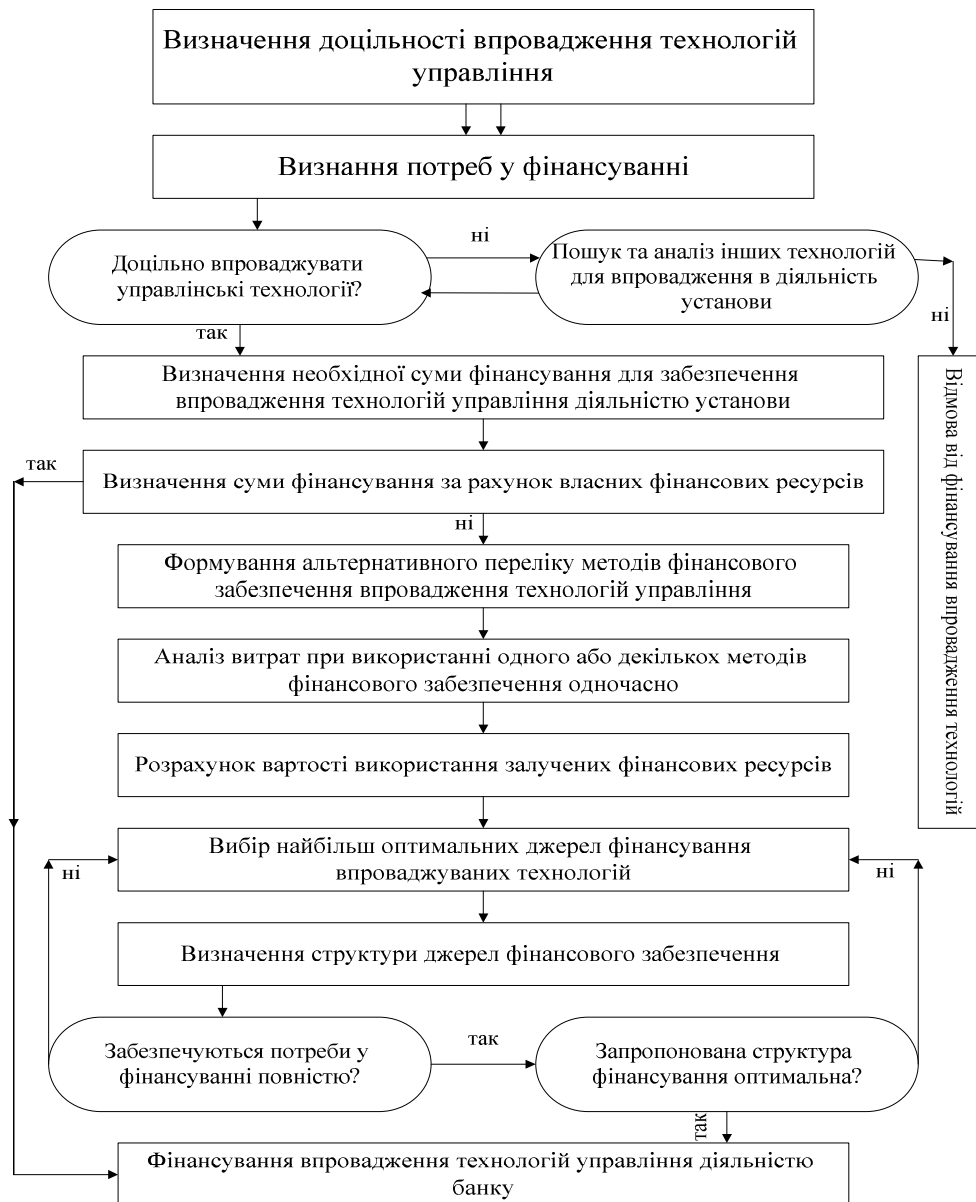 Визначення доцільності впровадження технологій
управління
Визнання потреб у фінансуванні
ні
Доцільно впроваджувати
управлінські технології?
Пошук та аналіз інших технологій
для впровадження в діяльність
установи
ні
так
Визначення необхідної суми фінансування для забезпечення
впровадження технологій управління діяльністю установи
Відмова від фінансування впровадження технологій
так
Визначення суми фінансування за рахунок власних фінансових ресурсів
ні
Формування альтернативного переліку методів фінансового
забезпечення впровадження технологій управління
Аналіз витрат при використанні одного або декількох методів
фінансового забезпечення одночасно
Розрахунок вартості використання залучених фінансових ресурсів
Вибір найбільш оптимальних джерел фінансування
впроваджуваних технологій
ні
ні
Визначення структури джерел фінансового забезпечення
Забезпечуються потреби у
фінансуванні повністю?
так
Запропонована структура
фінансування оптимальна?
так
Фінансування впровадження технологій управління діяльністю
банку